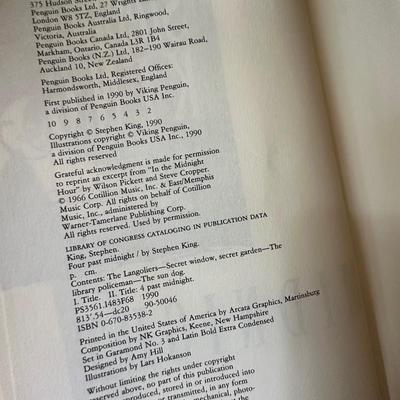 375 Hudson Street,
Penguin Books Ltd, 27 Wrights
London W8 5TZ, England
Penguin Books Australia Ltd, Ringwood,
Victoria, Australia
Penguin Books Canada Ltd, 2801 John Street,
Markham, Ontario, Canada L3R 1B4
Penguin Books (N.Z.) Ltd, 182–190 Wairau Road,
Auckland 10, New Zealand
Penguin Books Ltd, Registered Offices:
Harmondsworth, Middlesex, England
First published in 1990 by Viking Penguin,
a division of Penguin Books USA Inc.
10 9 8 7 6 5 4 3 2
Copyright © Stephen King, 1990
Illustrations copyright © Viking Penguin,
a division of Penguin Books USA Inc., 1990
All rights reserved
Grateful acknowledgment is made for permission
to reprint an excerpt from "In the Midnight
Hour" by Wilson Pickett and Steve Cropper.
© 1966 Cotillion Music, Inc. & East/Memphis
Music Corp. All rights on behalf of Cotillion
Music, Inc., administered by
Warner-Tamerlane Publishing Corp.
All rights reserved. Used by permission.
LIBRARY OF CONGRESS CATALOGING IN PUBLICATION DATA
King, Stephen.
Four past midnight / by Stephen King.
p. cm.
Contents: The Langoliers—Secret window, secret garden—The
library policeman—The sun dog.
I. Title. II. Title: 4 past midnight.
PS3561.I483F68 1990
813'.54—dc20 90-50046
ISBN 0-670-83538-2
Printed in the United States of America by Arcata Graphics, Martinsburg
Composition by NK Graphics, Keene, New Hampshire
Set in Garamond No. 3 and Latin Bold Extra Condensed
Designed by Amy Hill
Illustrations by Lars Hokanson
Without limiting the rights under copyright
reserved above, no part of this publication
may be reproduced, stored in or introduced into
or transmitted, in any form
mechanical, photo-